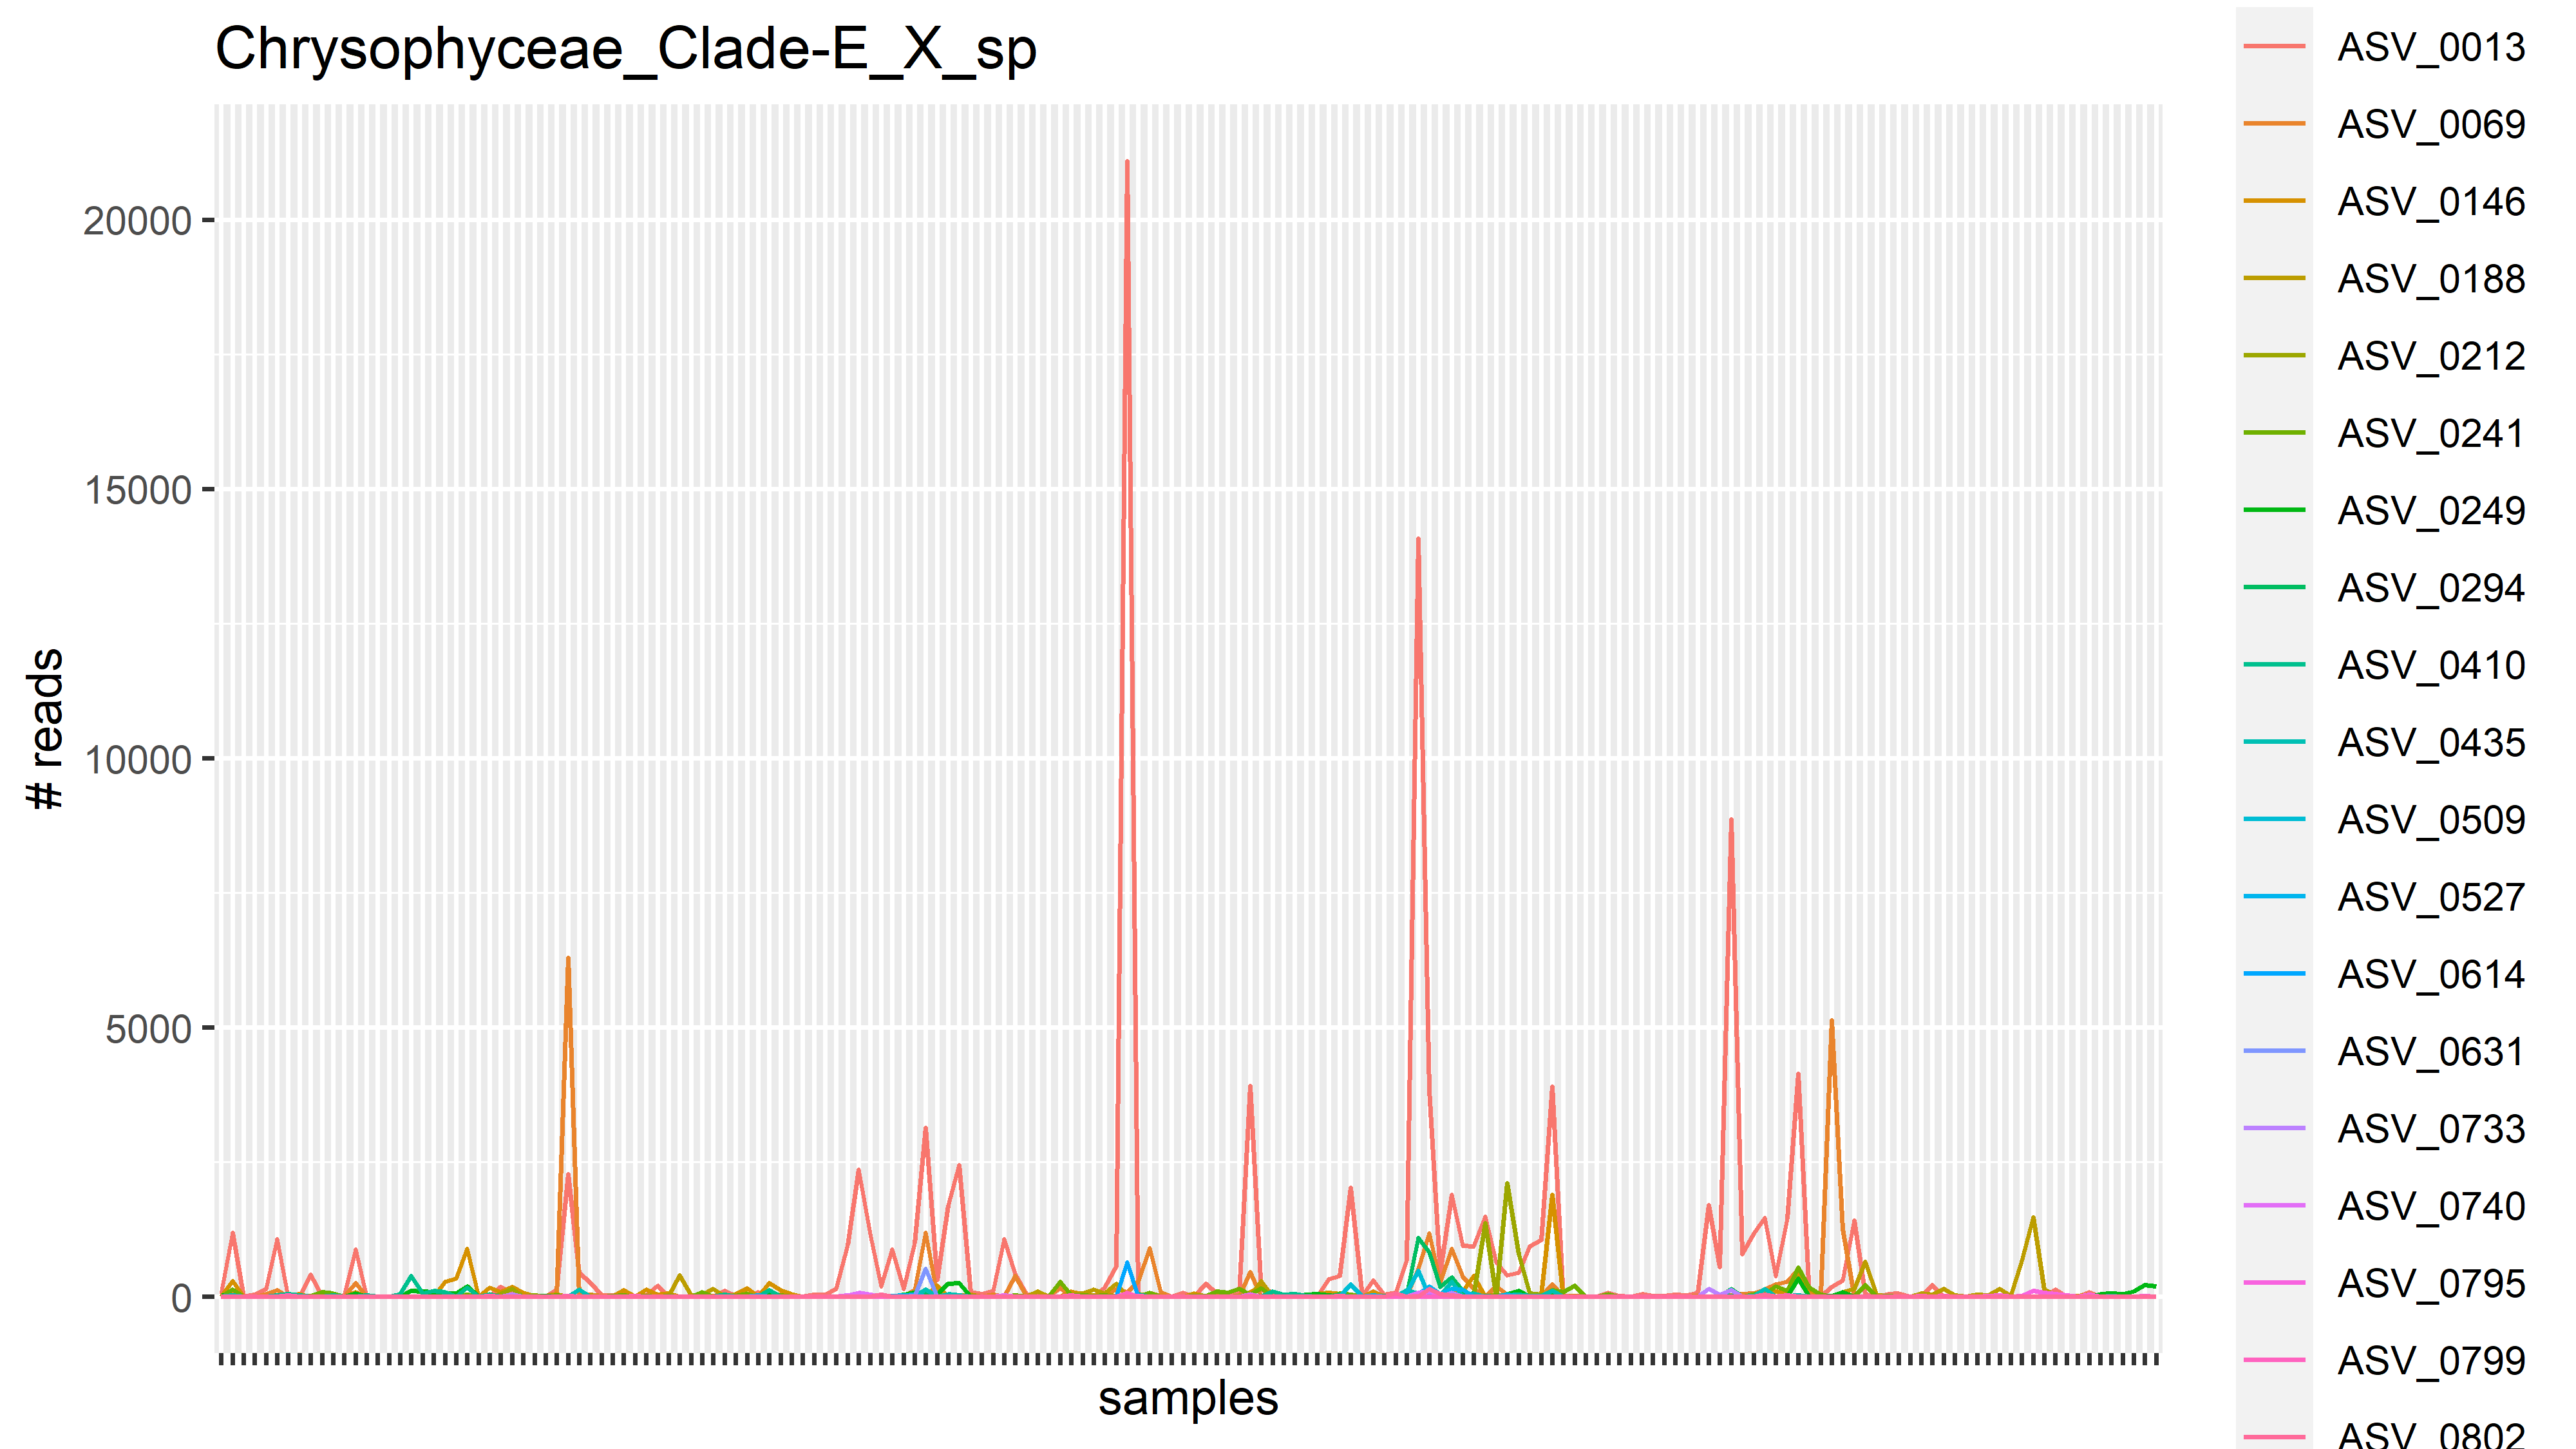 Chrysophyceae_Clade-E_X_sp
# reads
20000
15000
10000
5000
0
samples
ASV_0013
ASV_0069
ASV_0146
ASV_0188
ASV_0212
ASV_0241
ASV_0249
ASV_0294
ASV_0410
ASV_0435
ASV_0509
ASV_0527
ASV_0614
ASV_0631
ASV_0733
ASV_0740
ASV_0795
ASV_0799
ASV_0802